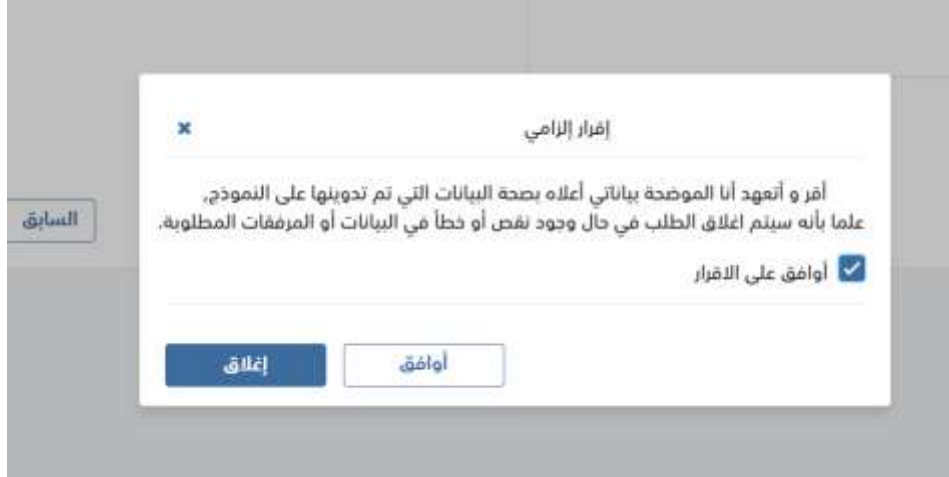 إقرار إلزامي
أقر و أتعهد أنا الموضحة بياناتي أعلاه بصحة البيانات التي تم تدوينها على النموذج,
علما بأنه سيتم اغلاق الطلب في حال وجود نقص أو خطأ في البيانات أو المرفقات المطلوبة.
أوافق على الاقرار
أوافق
إغلاق
السابق